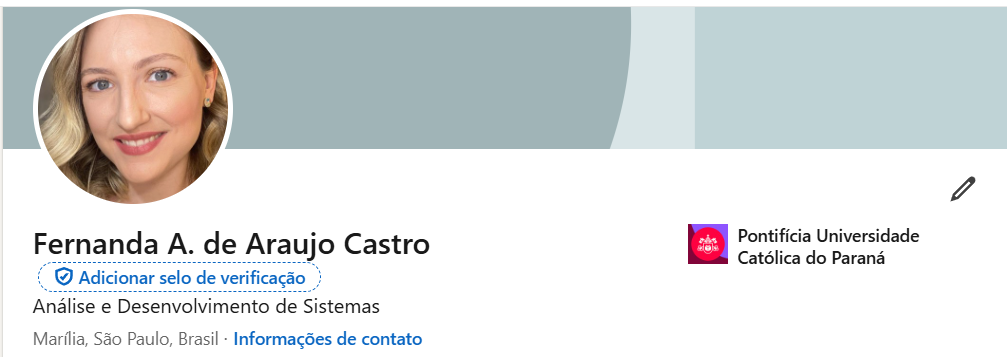 Fernanda A. de Araujo Castro
Adicionar selo de verificação
Análise e Desenvolvimento de Sistemas
Marília, São Paulo, Brasil · Informações de contato
Pontifícia Universidade
Católica do Paraná